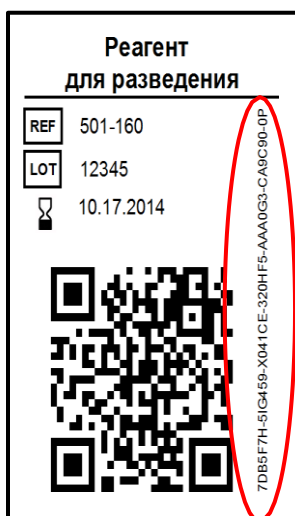 Реагент
для разведения
REF 501-160
LOT 12345
10.17.2014
7DB5F7H-5IG459-X041CE-320HF5-AAA0G3-CA9C90-0P